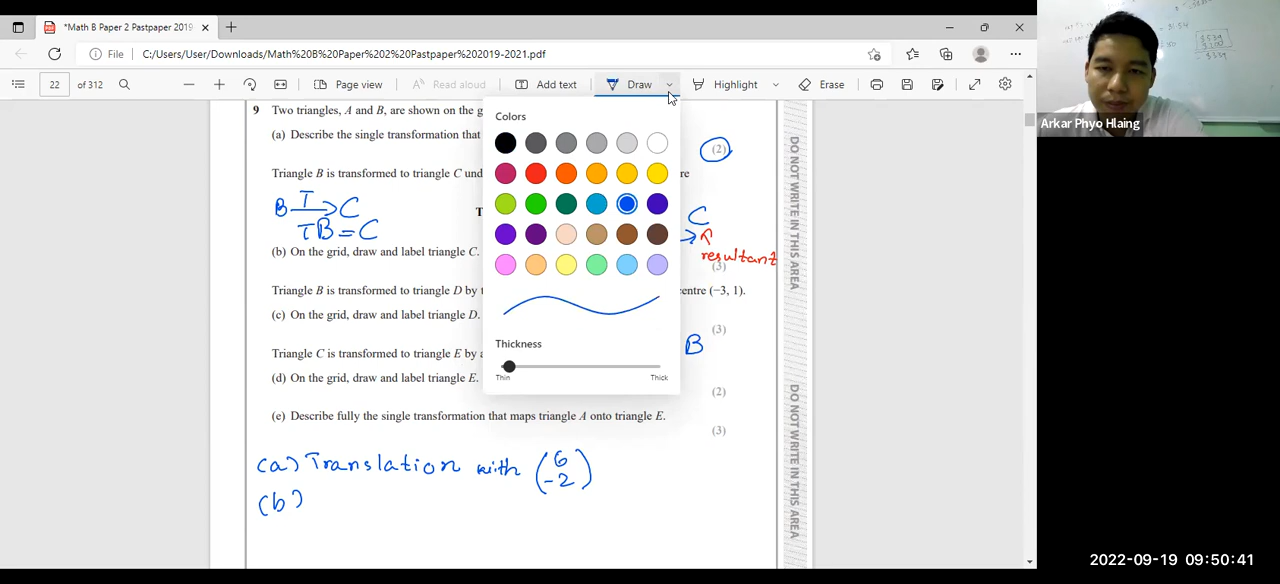 *Math B Paper 2 Pastpaper 2019
File C:/Users/User/Downloads/Math%20B%20Paper%202%20Pastpaper%202019-2021.pdf
22 of 312 Page view Read aloud Add text Draw Highlight Erase
Arkar Phyo Hlaing
9 Two triangles, A and B, are shown on the g
(a) Describe the single transformation that
(2)
Triangle B is transformed to triangle C und
re
B T C
TB = C
T
C
(b) On the grid, draw and label triangle C.
resultant
(3)
Triangle B is transformed to triangle D by
centre (−3, 1).
(c) On the grid, draw and label triangle D.
(3)
B
Triangle C is transformed to triangle E by a
(d) On the grid, draw and label triangle E.
(2)
(e) Describe fully the single transformation that maps triangle A onto triangle E.
(3)
(a) Translation with (6
-2)
(b)
Colors
Thickness
Thin Thick
DO NOT WRITE IN THIS AREA
DO NOT WRITE IN THIS AREA
2022-09-19 09:50:41